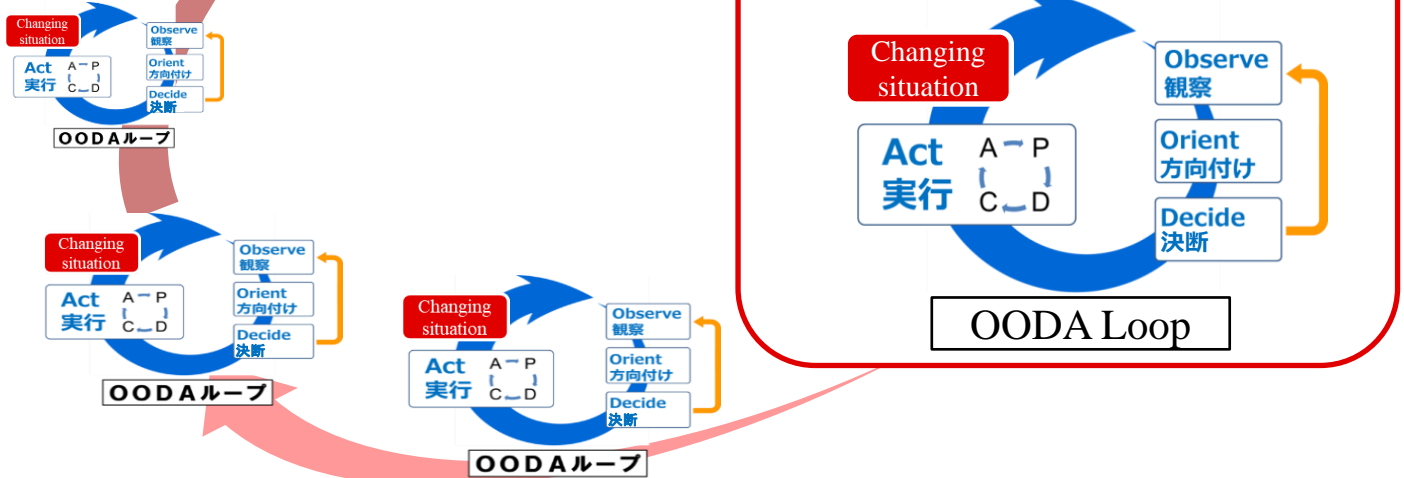 Changing
situation
Observe
観察
Act
実行
A P
C D
Orient
方向付け
Decide
決断
OODAループ
Changing
situation
Observe
観察
Act
実行
A P
C D
Orient
方向付け
Decide
決断
OODAループ
Changing
situation
Observe
観察
Act
実行
A P
C D
Orient
方向付け
Decide
決断
OODAループ
Changing
situation
Observe
観察
Act
実行
A P
C D
Orient
方向付け
Decide
決断
OODA Loop